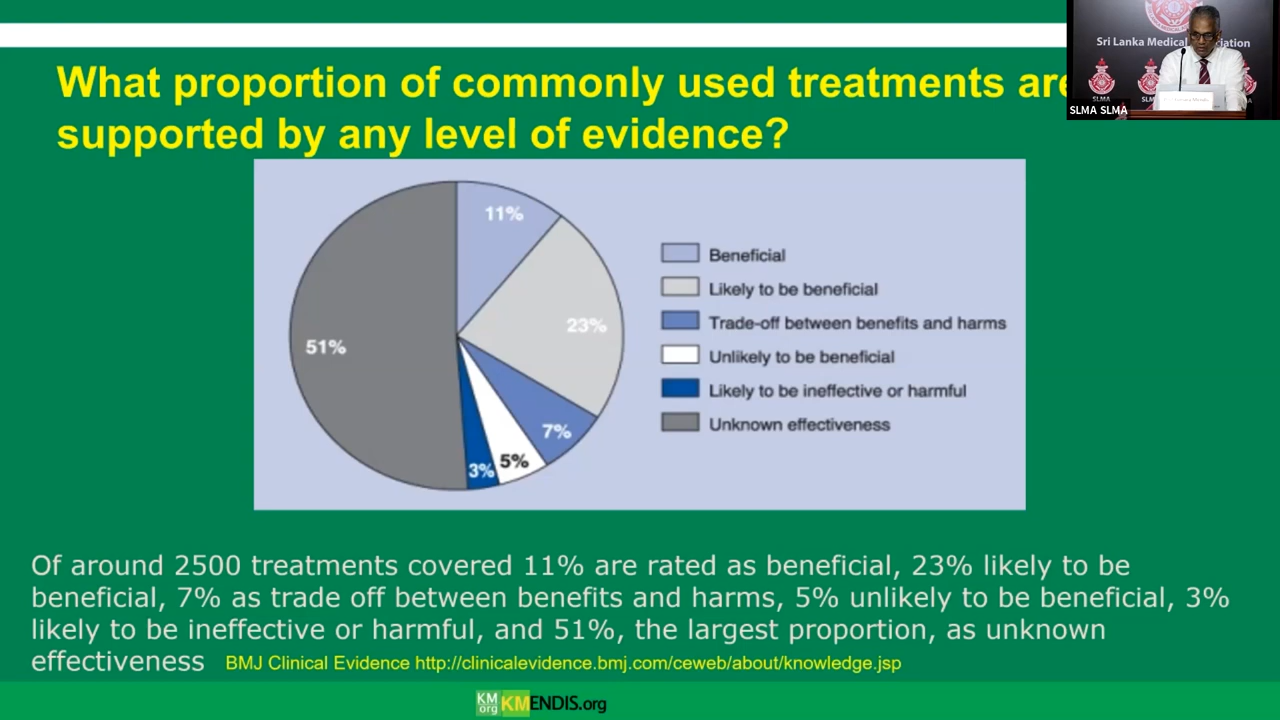 What proportion of commonly used treatments are
supported by any level of evidence?
Sri Lanka Medical
iation
SLMA
SLMA SLMA
11%
23%
51%
7%
5%
3%
Beneficial
Likely to be beneficial
Trade-off between benefits and harms
Unlikely to be beneficial
Likely to be ineffective or harmful
Unknown effectiveness
Of around 2500 treatments covered 11% are rated as beneficial, 23% likely to be
beneficial, 7% as trade off between benefits and harms, 5% unlikely to be beneficial, 3%
likely to be ineffective or harmful, and 51%, the largest proportion, as unknown
effectiveness BMJ Clinical Evidence http://clinicalevidence.bmj.com/ceweb/about/knowledge.jsp
KM
org
KMENDIS.org